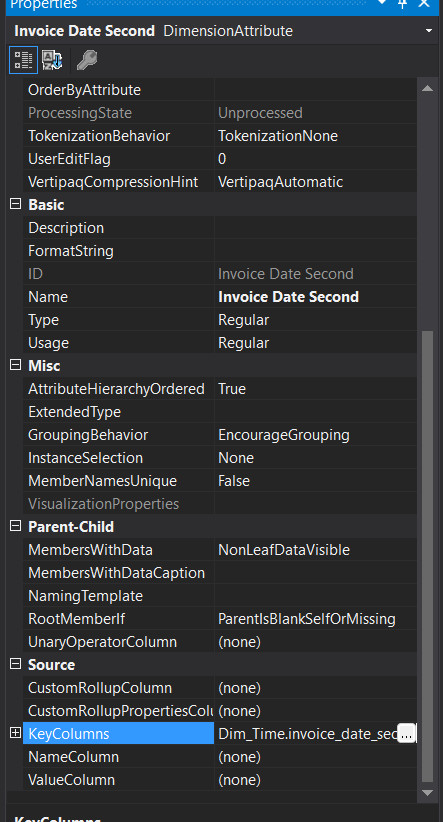 Properties
Invoice Date Second DimensionAttribute
OrderByAttribute
ProcessingState Unprocessed
TokenizationBehavior TokenizationNone
UserEditFlag 0
VertipaqCompressionHint VertipaqAutomatic
Basic
Description
FormatString
ID Invoice Date Second
Name Invoice Date Second
Type Regular
Usage Regular
Misc
AttributeHierarchyOrdered True
ExtendedType
GroupingBehavior EncourageGrouping
InstanceSelection None
MemberNamesUnique False
VisualizationProperties
Parent-Child
MembersWithData NonLeafDataVisible
MembersWithDataCaption
NamingTemplate
RootMemberIf ParentIsBlankSelfOrMissing
UnaryOperatorColumn (none)
Source
CustomRollupColumn (none)
CustomRollupPropertiesColu (none)
KeyColumns Dim_Time.invoice_date_sec ...
NameColumn (none)
ValueColumn (none)
KeyColumns